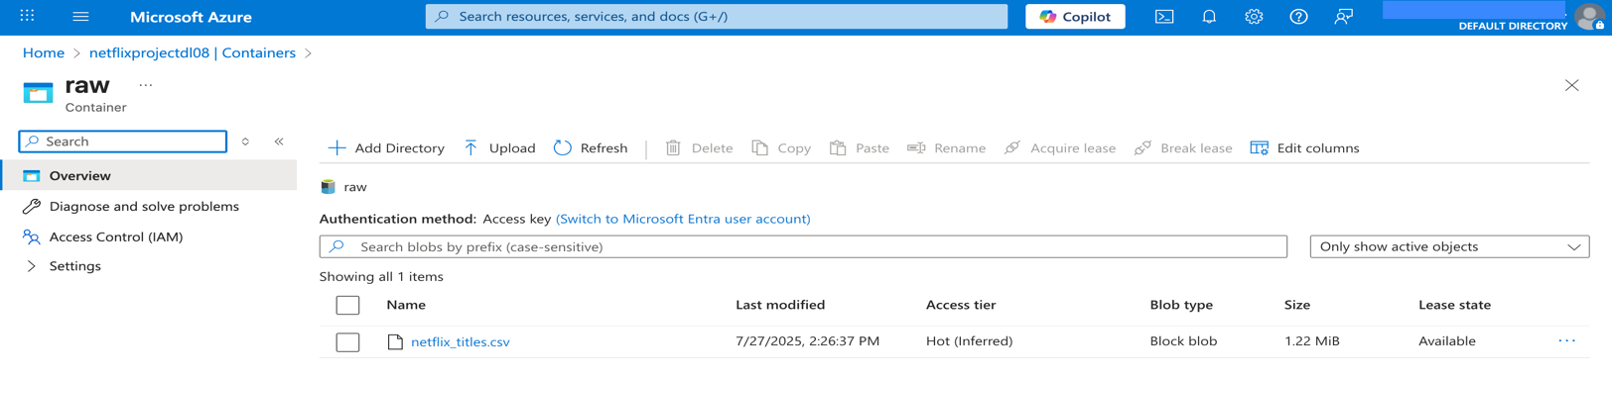 Microsoft Azure
Search resources, services, and docs (G+/)
Copilot
DEFAULT DIRECTORY
Home > netflixprojectdl08 | Containers >
raw ...
Container
Search
Overview
Diagnose and solve problems
Access Control (IAM)
Settings
Add Directory Upload Refresh Delete Copy Paste Rename Acquire lease Break lease Edit columns
raw
Authentication method: Access key (Switch to Microsoft Entra user account)
Search blobs by prefix (case-sensitive) Only show active objects
Showing all 1 items
Name Last modified Access tier Blob type Size Lease state
netflix_titles.csv 7/27/2025, 2:26:37 PM Hot (Inferred) Block blob 1.22 MiB Available ...